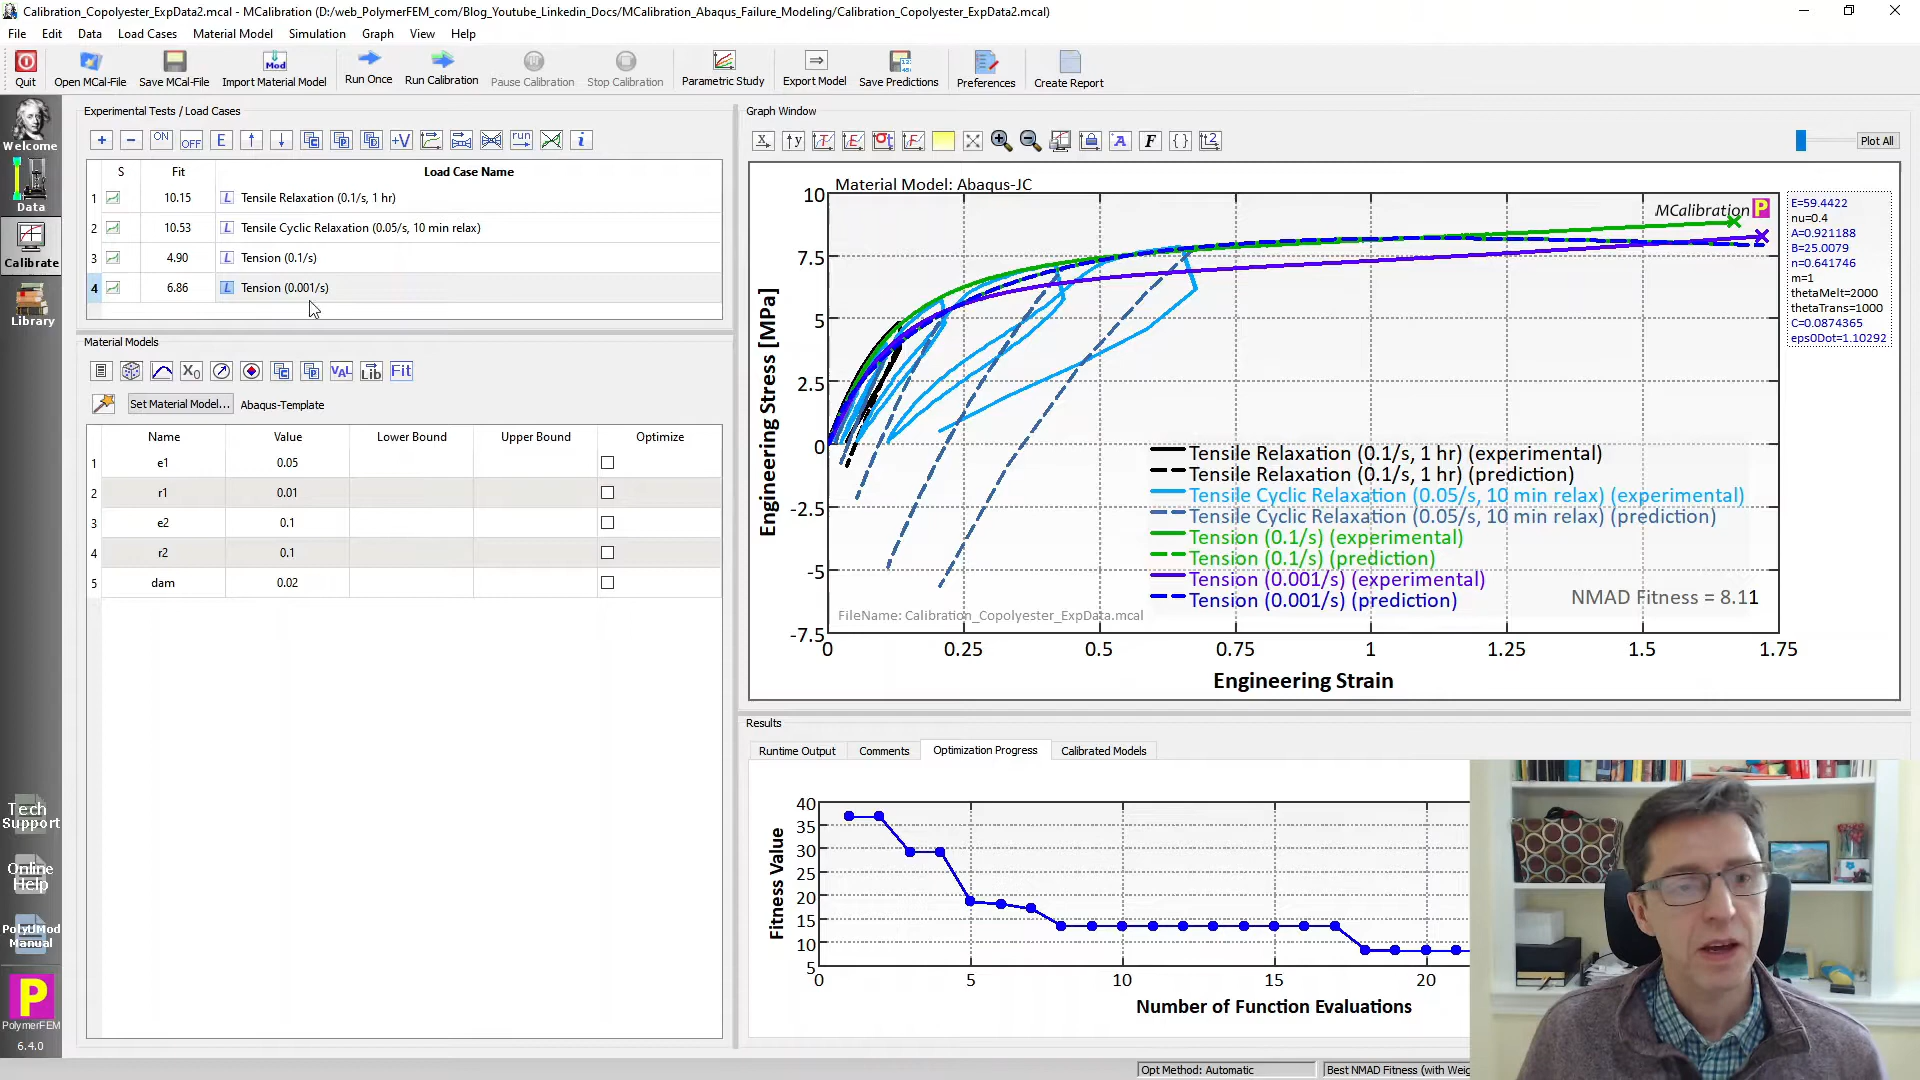 Calibration_Copolyester_ExpData2.mcal - MCalibration (D:/web_PolymerFEM_com/Blog_Youtube_Linkedin_Docs/MCalibration_Abaqus_Failure_Modeling/Calibration_Copolyester_ExpData2.mcal)
File Edit Data Load Cases Material Model Simulation Graph View Help
Mod
Quit Open MCal-File Save MCal-File Import Material Model Run Once Run Calibration Pause Calibration Stop Calibration Parametric Study Export Model Save Predictions Preferences Create Report
Welcome
Data
Calibrate
Library
Tech Support
Online Help
PolyUMod Manual
P
PolymerFEM
6.4.0
Experimental Tests / Load Cases
+ − ON OFF E +V run i
S Fit Load Case Name
1 10.15 L Tensile Relaxation (0.1/s, 1 hr)
2 10.53 L Tensile Cyclic Relaxation (0.05/s, 10 min relax)
3 4.90 L Tension (0.1/s)
4 6.86 L Tension (0.001/s)
Material Models
X0 VAL Lib Fit
Set Material Model... Abaqus-Template
Name Value Lower Bound Upper Bound Optimize
1 e1 0.05
2 r1 0.01
3 e2 0.1
4 r2 0.1
5 dam 0.02
Graph Window
A F { } Plot All
Material Model: Abaqus-JC
MCalibration P
E=59.4422
nu=0.4
A=0.921188
B=25.0079
n=0.641746
m=1
thetaMelt=2000
thetaTrans=1000
C=0.0874365
eps0Dot=1.10292
10
7.5
5
2.5
0
-2.5
-5
-7.5
Engineering Stress [MPa]
Tensile Relaxation (0.1/s, 1 hr) (experimental)
Tensile Relaxation (0.1/s, 1 hr) (prediction)
Tensile Cyclic Relaxation (0.05/s, 10 min relax) (experimental)
Tensile Cyclic Relaxation (0.05/s, 10 min relax) (prediction)
Tension (0.1/s) (experimental)
Tension (0.1/s) (prediction)
Tension (0.001/s) (experimental)
Tension (0.001/s) (prediction)
NMAD Fitness = 8.11
FileName: Calibration_Copolyester_ExpData.mcal
0 0.25 0.5 0.75 1 1.25 1.5 1.75
Engineering Strain
Results
Runtime Output Comments Optimization Progress Calibrated Models
40
35
30
25
20
15
10
5
Fitness Value
0 5 10 15 20
Number of Function Evaluations
Opt Method: Automatic Best NMAD Fitness (with Weig